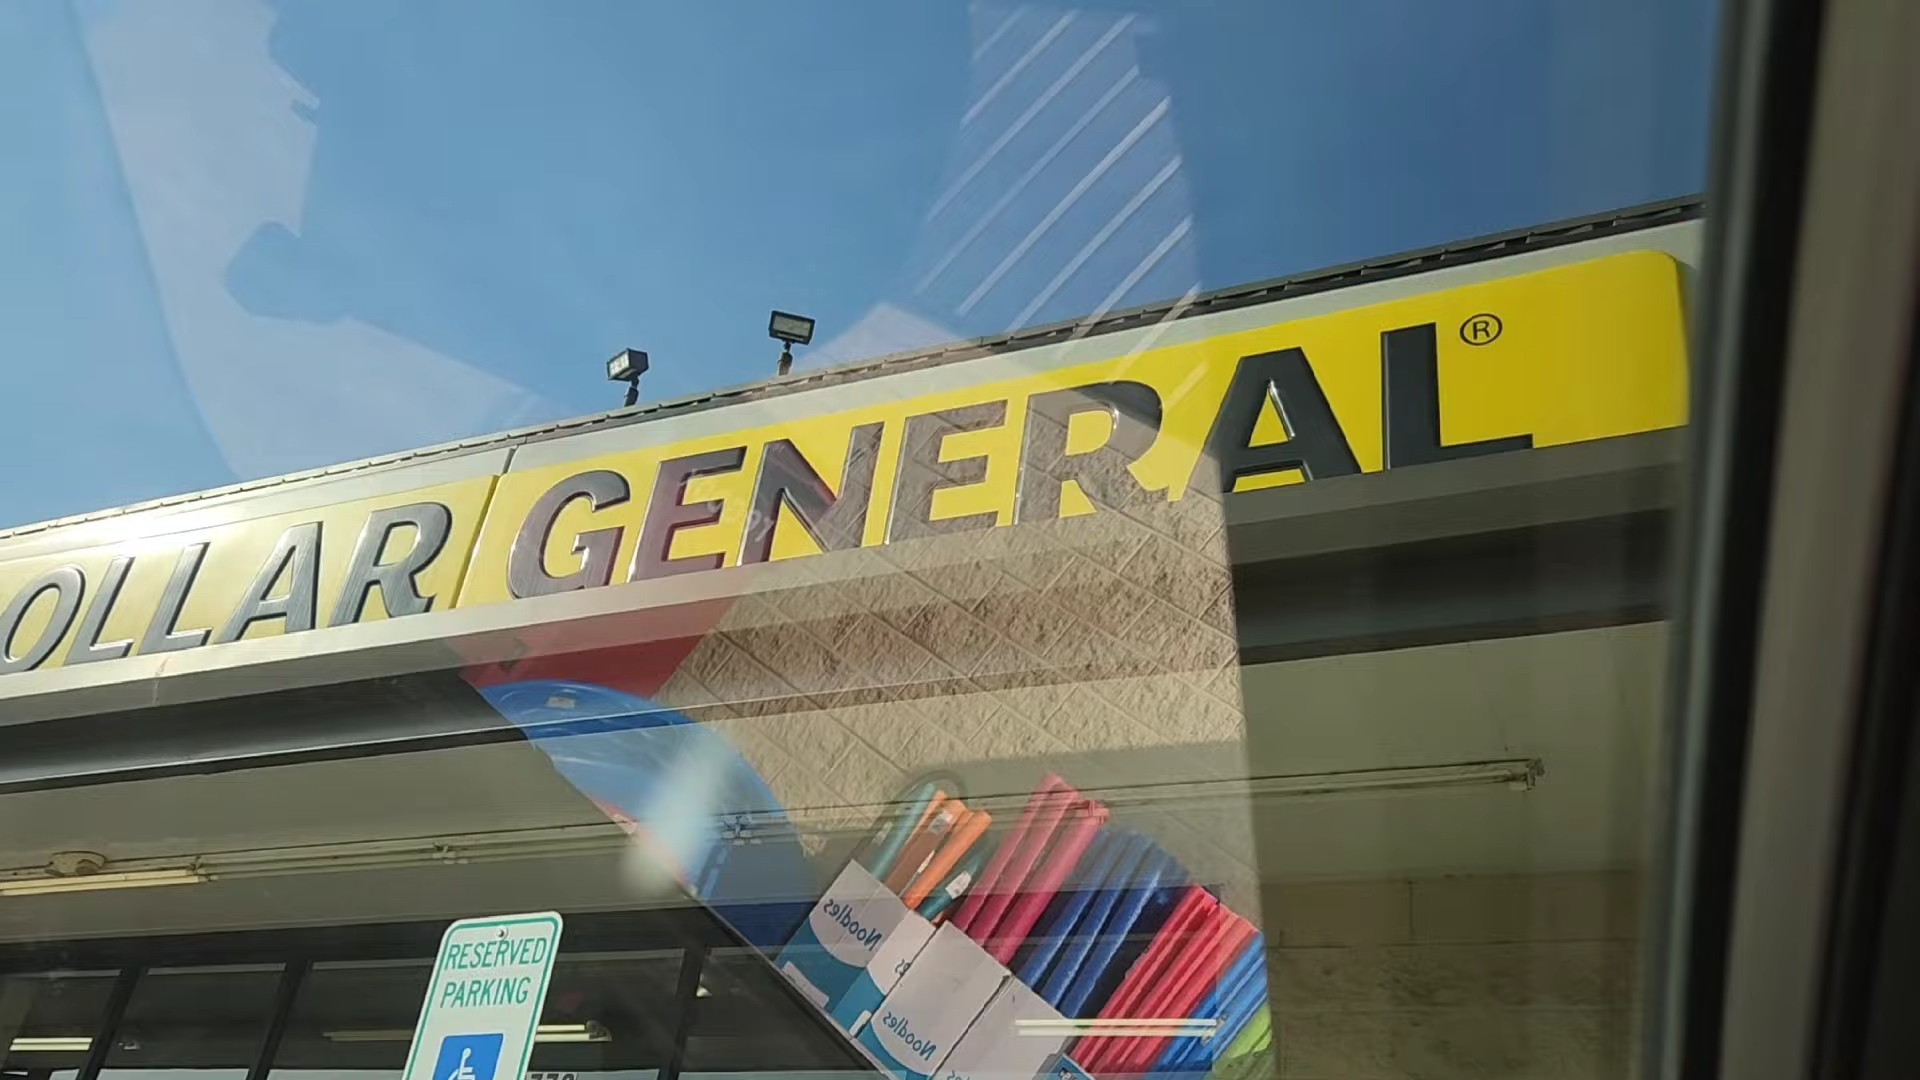 OLLAR GENERAL®
RESERVED
PARKING
Noodles
Noodles